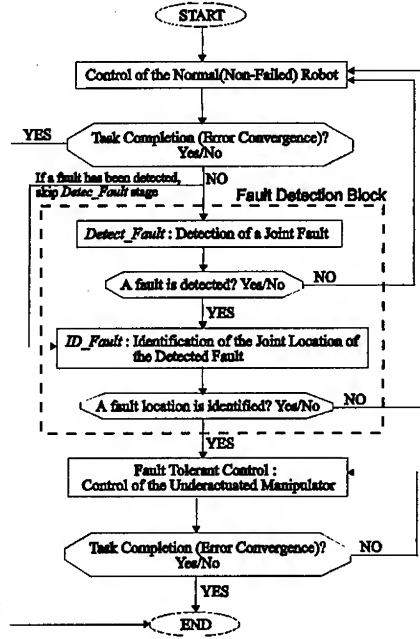 START
Control of the Normal(Non-Failed) Robot
YES
Task Completion (Error Convergence)?
Yes/No
If a fault has been detected,
skip Detec_Fault stage
NO
Fault Detection Block
Detect_Fault : Detection of a Joint Fault
A fault is detected? Yes/No
NO
YES
ID_Fault : Identification of the Joint Location of
the Detected Fault
A fault location is identified? Yes/No
NO
YES
Fault Tolerant Control :
Control of the Underactuated Manipulator
Task Completion (Error Convergence)?
Yes/No
NO
YES
END